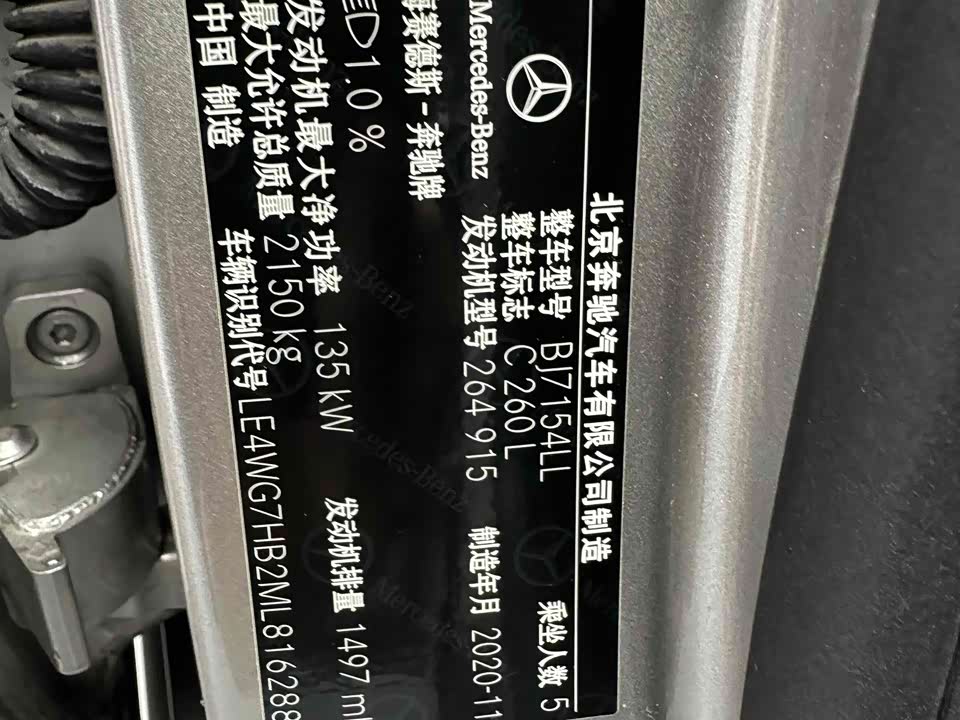 北京奔驰汽车有限公司制造
整车型号 BJ7154LL 乘坐人数 5
整车标志 C 260 L
Mercedes-Benz 发动机型号 264 915 制造年月 2020-11
梅赛德斯-奔驰牌
1.0 %
发动机最大净功率 135 kW 发动机排量 1497 ml
最大允许总质量 2150 kg
中国 制造 车辆识别代号 LE4WG7HB2ML816288